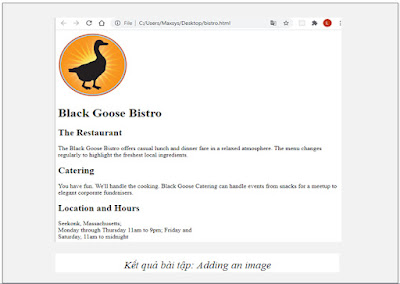 File | C:/Users/Maxsys/Desktop/bistro.html
C
Black Goose Bistro
The Restaurant
The Black Goose Bistro offers casual lunch and dinner fare in a relaxed atmosphere. The menu changes
regularly to highlight the freshest local ingredients.
Catering
You have fun. We'll handle the cooking. Black Goose Catering can handle events from snacks for a meetup to
elegant corporate fundraisers.
Location and Hours
Seekonk, Massachusetts;
Monday through Thursday 11am to 9pm; Friday and
Saturday, 11am to midnight
Kết quả bài tập: Adding an image